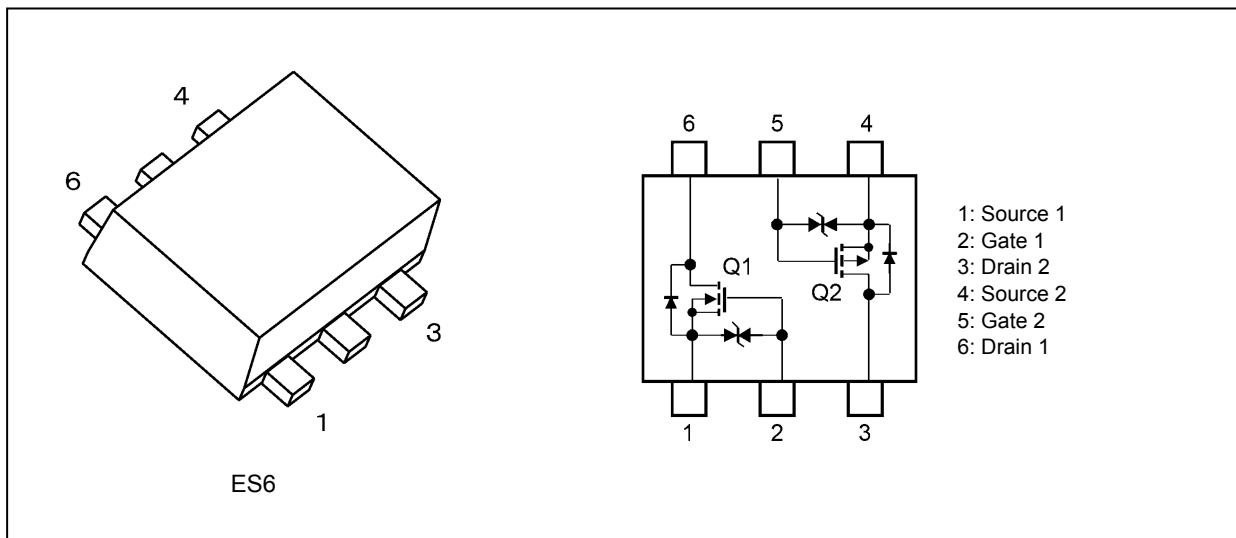 4
6
3
1
ES6
6 5 4
Q1
Q2
1 2 3
1: Source 1
2: Gate 1
3: Drain 2
4: Source 2
5: Gate 2
6: Drain 1